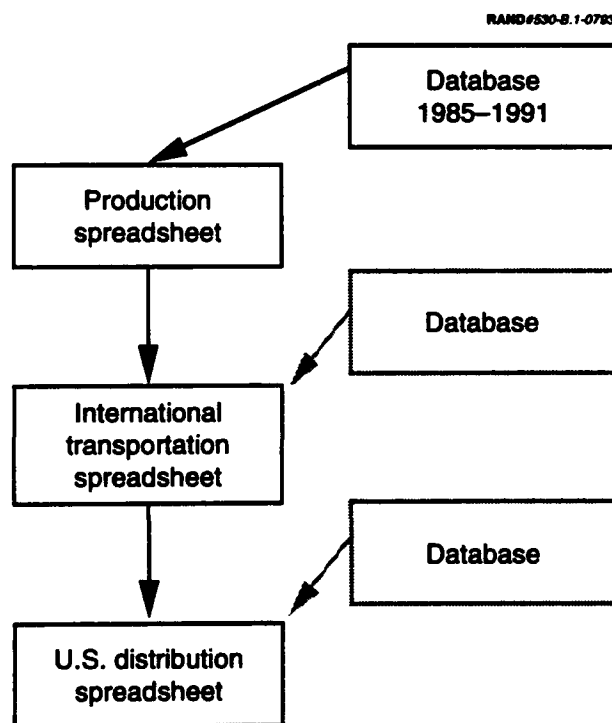 RAND#530-B.1-0793
Database
1985–1991
Production
spreadsheet
Database
International
transportation
spreadsheet
Database
U.S. distribution
spreadsheet